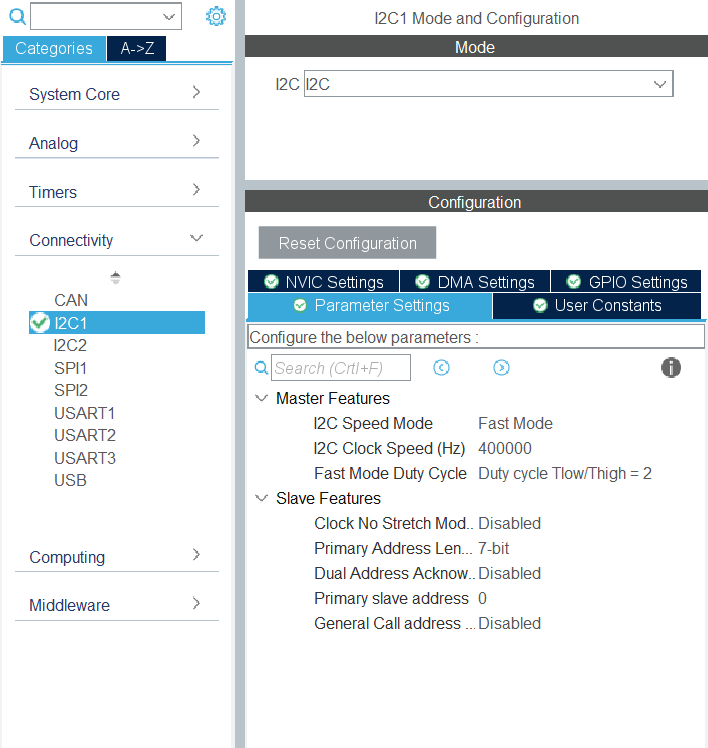 Categories A->Z
System Core
Analog
Timers
Connectivity
CAN
I2C1
I2C2
SPI1
SPI2
USART1
USART2
USART3
USB
Computing
Middleware
I2C1 Mode and Configuration
Mode
I2C I2C
Configuration
Reset Configuration
NVIC Settings DMA Settings GPIO Settings
Parameter Settings User Constants
Configure the below parameters :
Search (Crtl+F)
Master Features
I2C Speed Mode Fast Mode
I2C Clock Speed (Hz) 400000
Fast Mode Duty Cycle Duty cycle Tlow/Thigh = 2
Slave Features
Clock No Stretch Mod.. Disabled
Primary Address Len... 7-bit
Dual Address Acknow.. Disabled
Primary slave address 0
General Call address ... Disabled